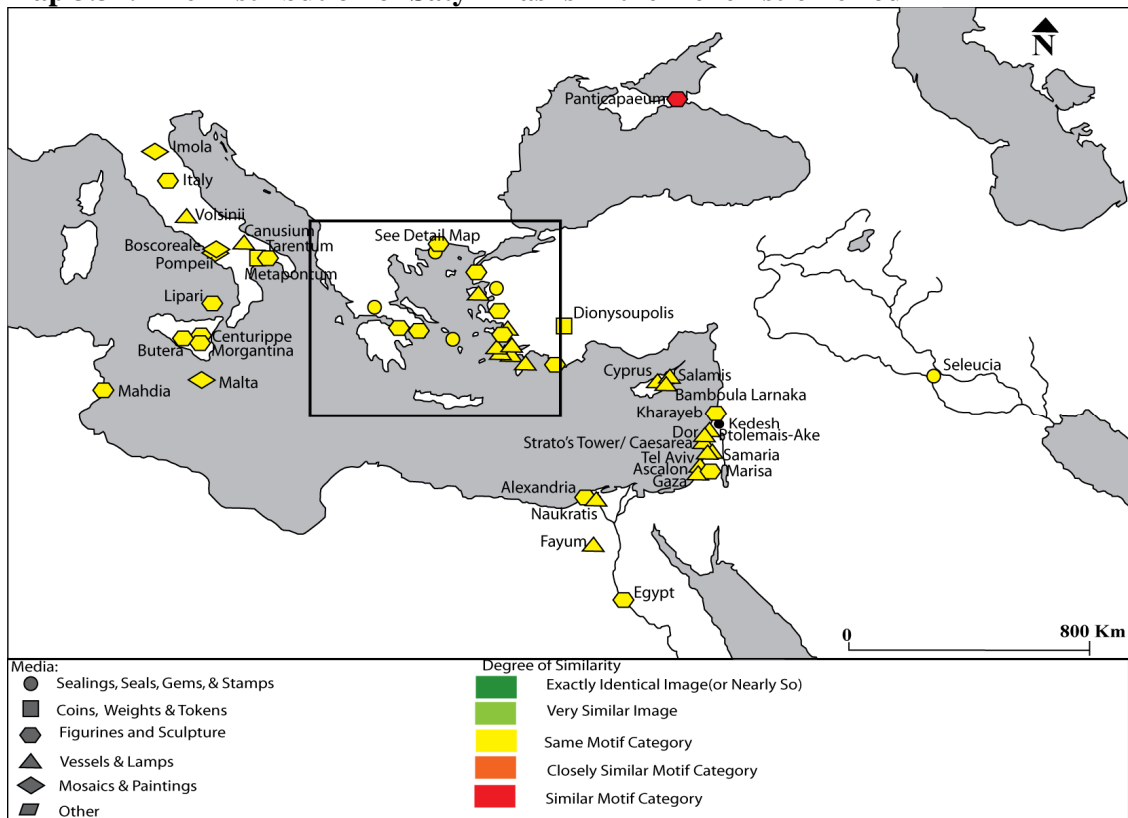 N
Panticapaeum
Imola
Italy
Volsinii
Canusium
See Detail Map
Boscoreale
Tarentum
Pompeii
Metapontum
Lipari
Dionysoupolis
Centuripe
Butera
Morgantina
Malta
Mahdia
Cyprus
Salamis
Seleucia
Bamboula Larnaka
Kharayeb
Kedesh
Dor
Ptolemais-Ake
Strato's Tower/ Caesarea
Samaria
Tel Aviv
Ascalon
Marisa
Gaza
Alexandria
Naukratis
Fayum
Egypt
0
800 Km
Media:
Sealings, Seals, Gems, & Stamps
Coins, Weights & Tokens
Figurines and Sculpture
Vessels & Lamps
Mosaics & Paintings
Other
Degree of Similarity
Exactly Identical Image(or Nearly So)
Very Similar Image
Same Motif Category
Closely Similar Motif Category
Similar Motif Category